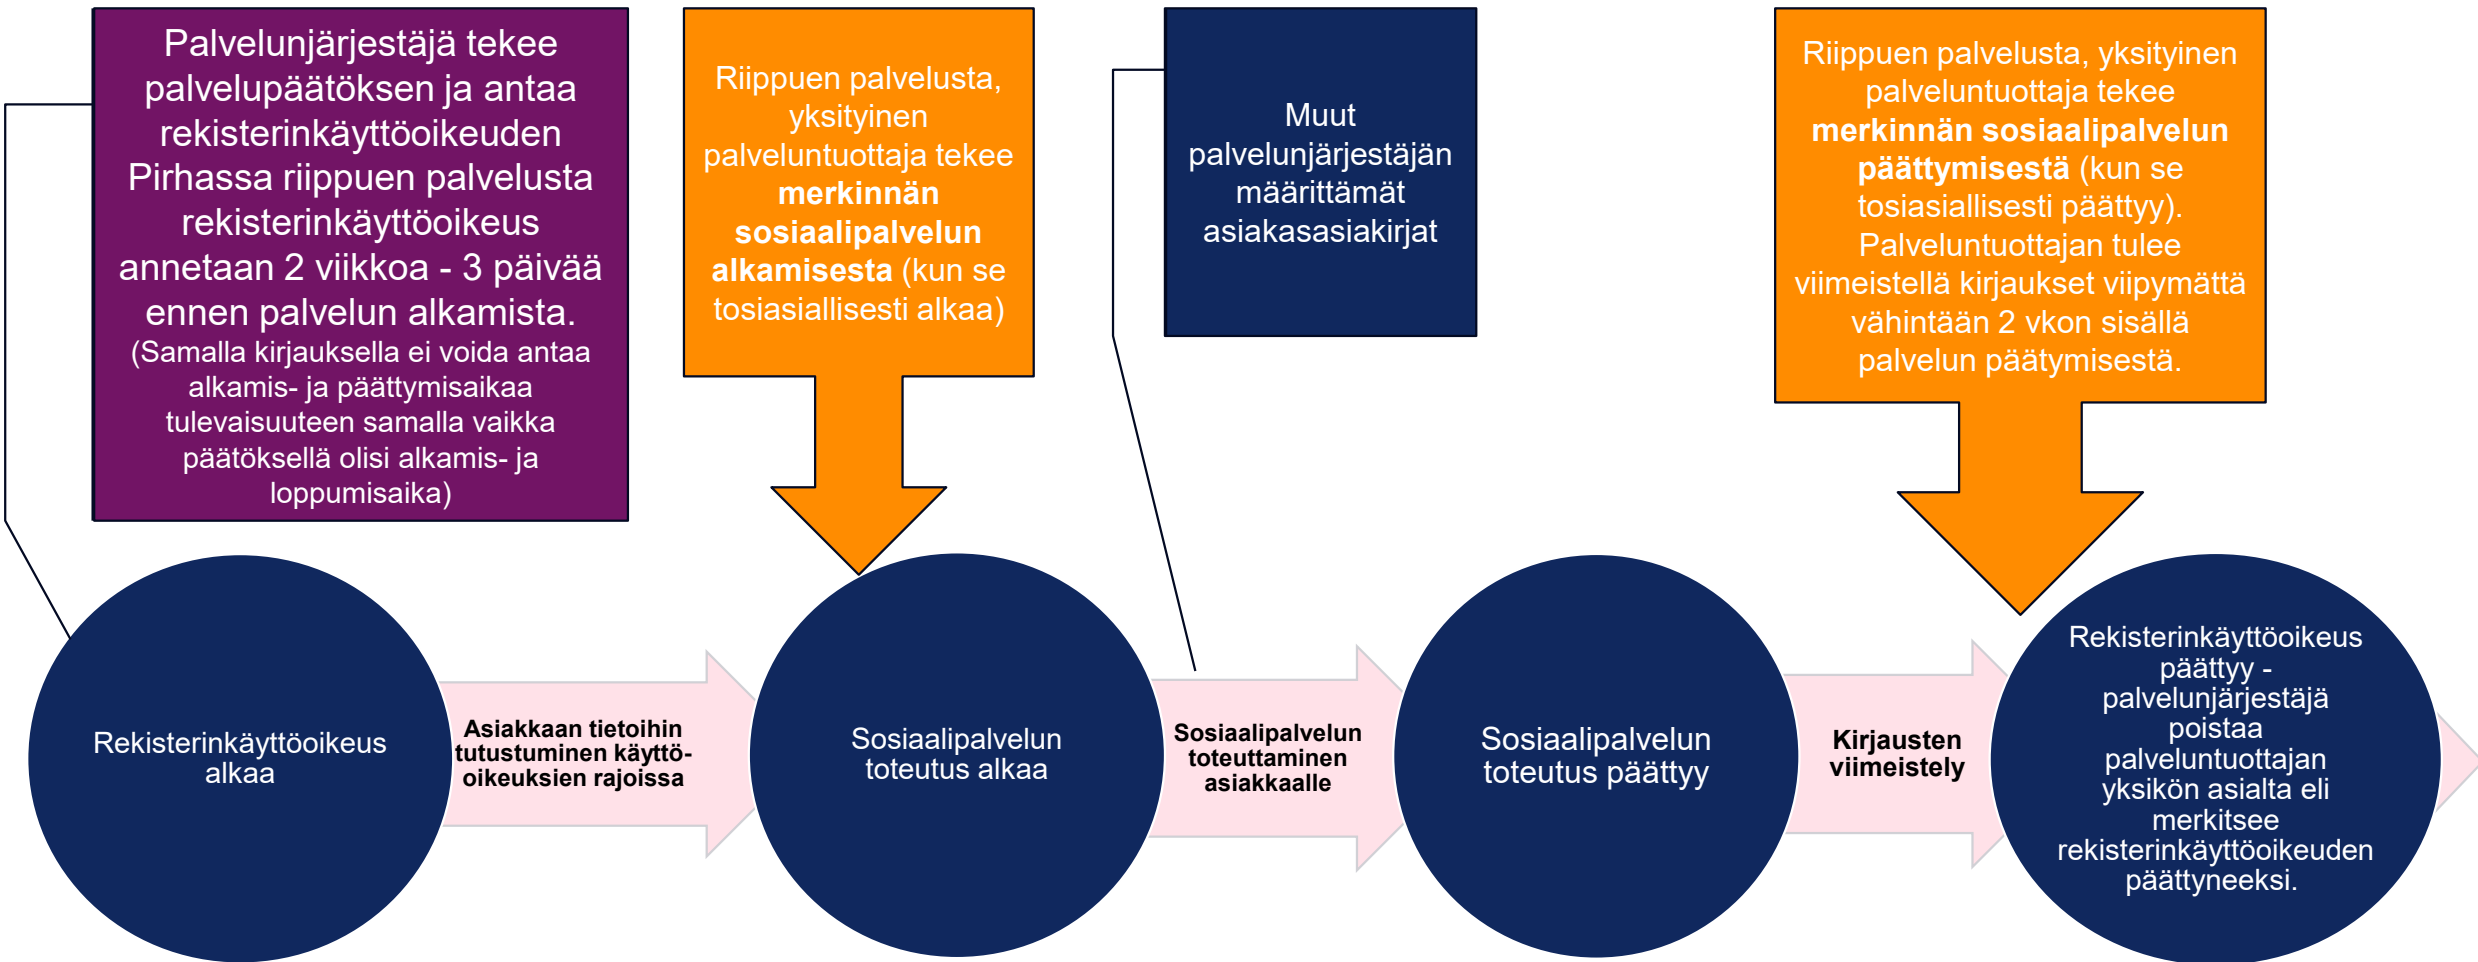 Palvelunjärjestäjä tekee
palvelupäätöksen ja antaa
rekisterinkäyttöoikeuden
Pirhassa riippuen palvelusta
rekisterinkäyttöoikeus
annetaan 2 viikkoa - 3 päivää
ennen palvelun alkamista.
(Samalla kirjauksella ei voida antaa
alkamis- ja päättymisaikaa
tulevaisuuteen samalla vaikka
päätöksellä olisi alkamis- ja
loppumisaika)
Riippuen palvelusta,
yksityinen
palveluntuottaja tekee
merkinnän
sosiaalipalvelun
alkamisesta (kun se
tosiasiallisesti alkaa)
Muut
palvelunjärjestäjän
määrittämät
asiakasasiakirjat
Riippuen palvelusta, yksityinen
palveluntuottaja tekee
merkinnän sosiaalipalvelun
päättymisestä (kun se
tosiasiallisesti päättyy).
Palveluntuottajan tulee
viimeistellä kirjaukset viipymättä
vähintään 2 vkon sisällä
palvelun päätymisestä.
Rekisterinkäyttöoikeus
alkaa
Asiakkaan tietoihin
tutustuminen käyttö-
oikeuksien rajoissa
Sosiaalipalvelun
toteutus alkaa
Sosiaalipalvelun
toteuttaminen
asiakkaalle
Sosiaalipalvelun
toteutus päättyy
Kirjausten
viimeistely
Rekisterinkäyttöoikeus
päättyy -
palvelunjärjestäjä
poistaa
palveluntuottajan
yksikön asialta eli
merkitsee
rekisterinkäyttöoikeuden
päättyneeksi.